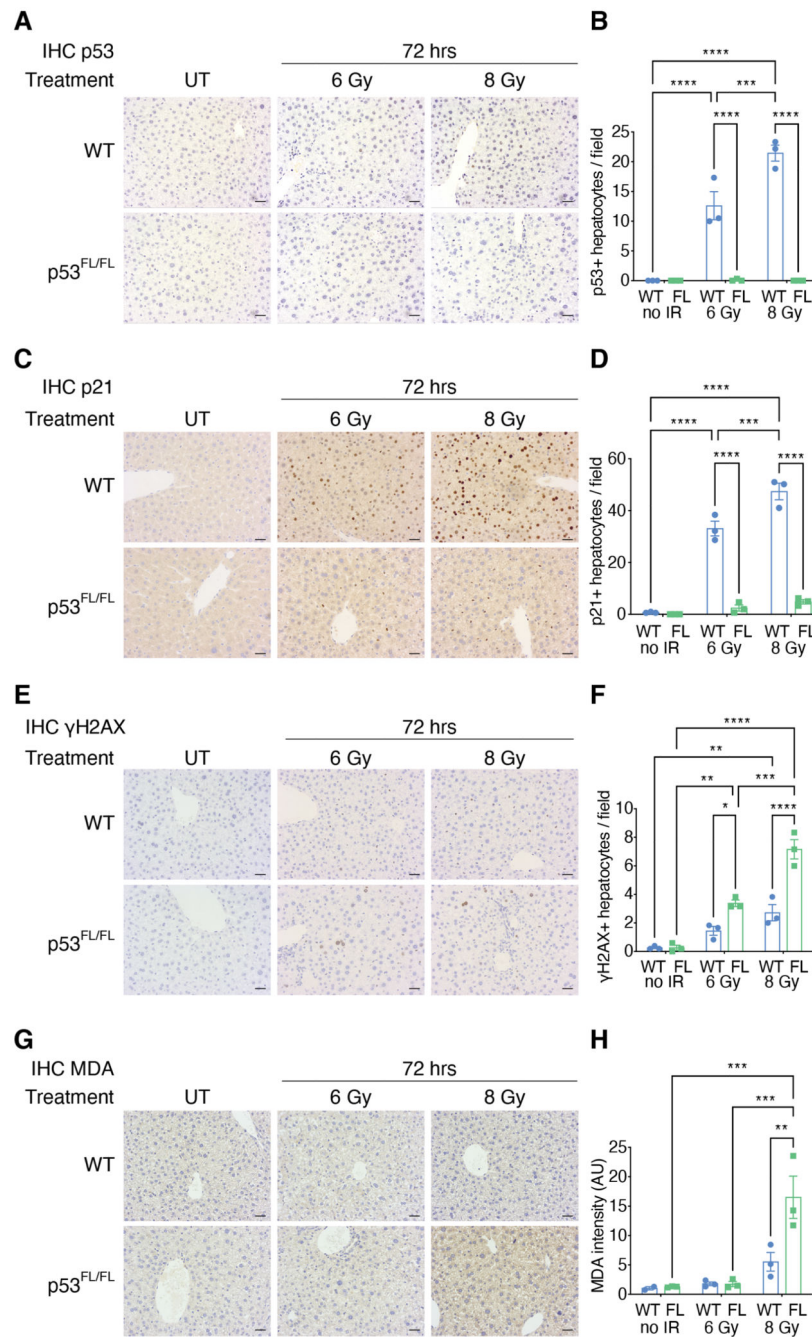 A
IHC p53
72 hrs
Treatment
UT
6 Gy
8 Gy
WT
p53FL/FL
B
****
****
***
****
****
p53+ hepatocytes / field
25
20
15
10
5
0
WT FL WT FL WT FL
no IR 6 Gy 8 Gy
C
IHC p21
72 hrs
Treatment
UT
6 Gy
8 Gy
WT
p53FL/FL
D
****
****
***
****
****
p21+ hepatocytes / field
60
40
20
0
WT FL WT FL WT FL
no IR 6 Gy 8 Gy
E
IHC γH2AX
72 hrs
Treatment
UT
6 Gy
8 Gy
WT
p53FL/FL
F
****
**
**
***
*
****
γH2AX+ hepatocytes / field
10
8
6
4
2
0
WT FL WT FL WT FL
no IR 6 Gy 8 Gy
G
IHC MDA
72 hrs
Treatment
UT
6 Gy
8 Gy
WT
p53FL/FL
H
***
***
**
MDA intensity (AU)
25
20
15
10
5
0
WT FL WT FL WT FL
no IR 6 Gy 8 Gy